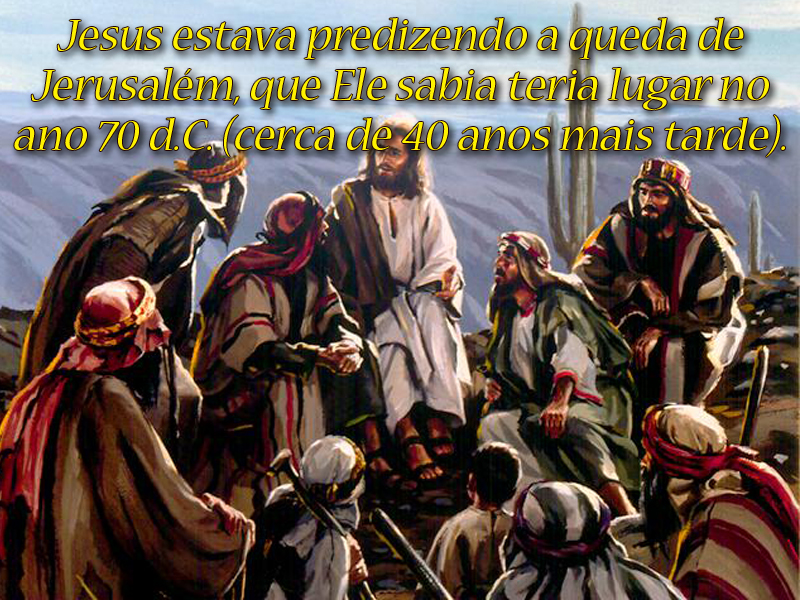 Jesus estava predizendo a queda de
Jerusalém, que Ele sabia teria lugar no
ano 70 d.C. (cerca de 40 anos mais tarde).